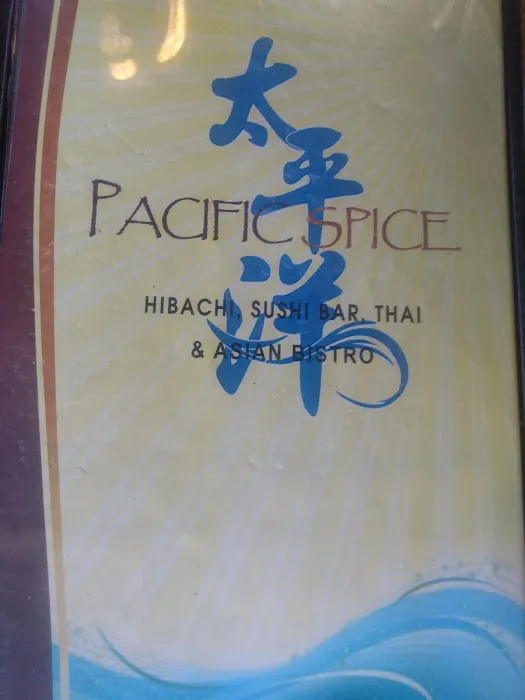 太平洋
PACIFIC SPICE
HIBACHI, SUSHI BAR, THAI
& ASIAN BISTRO